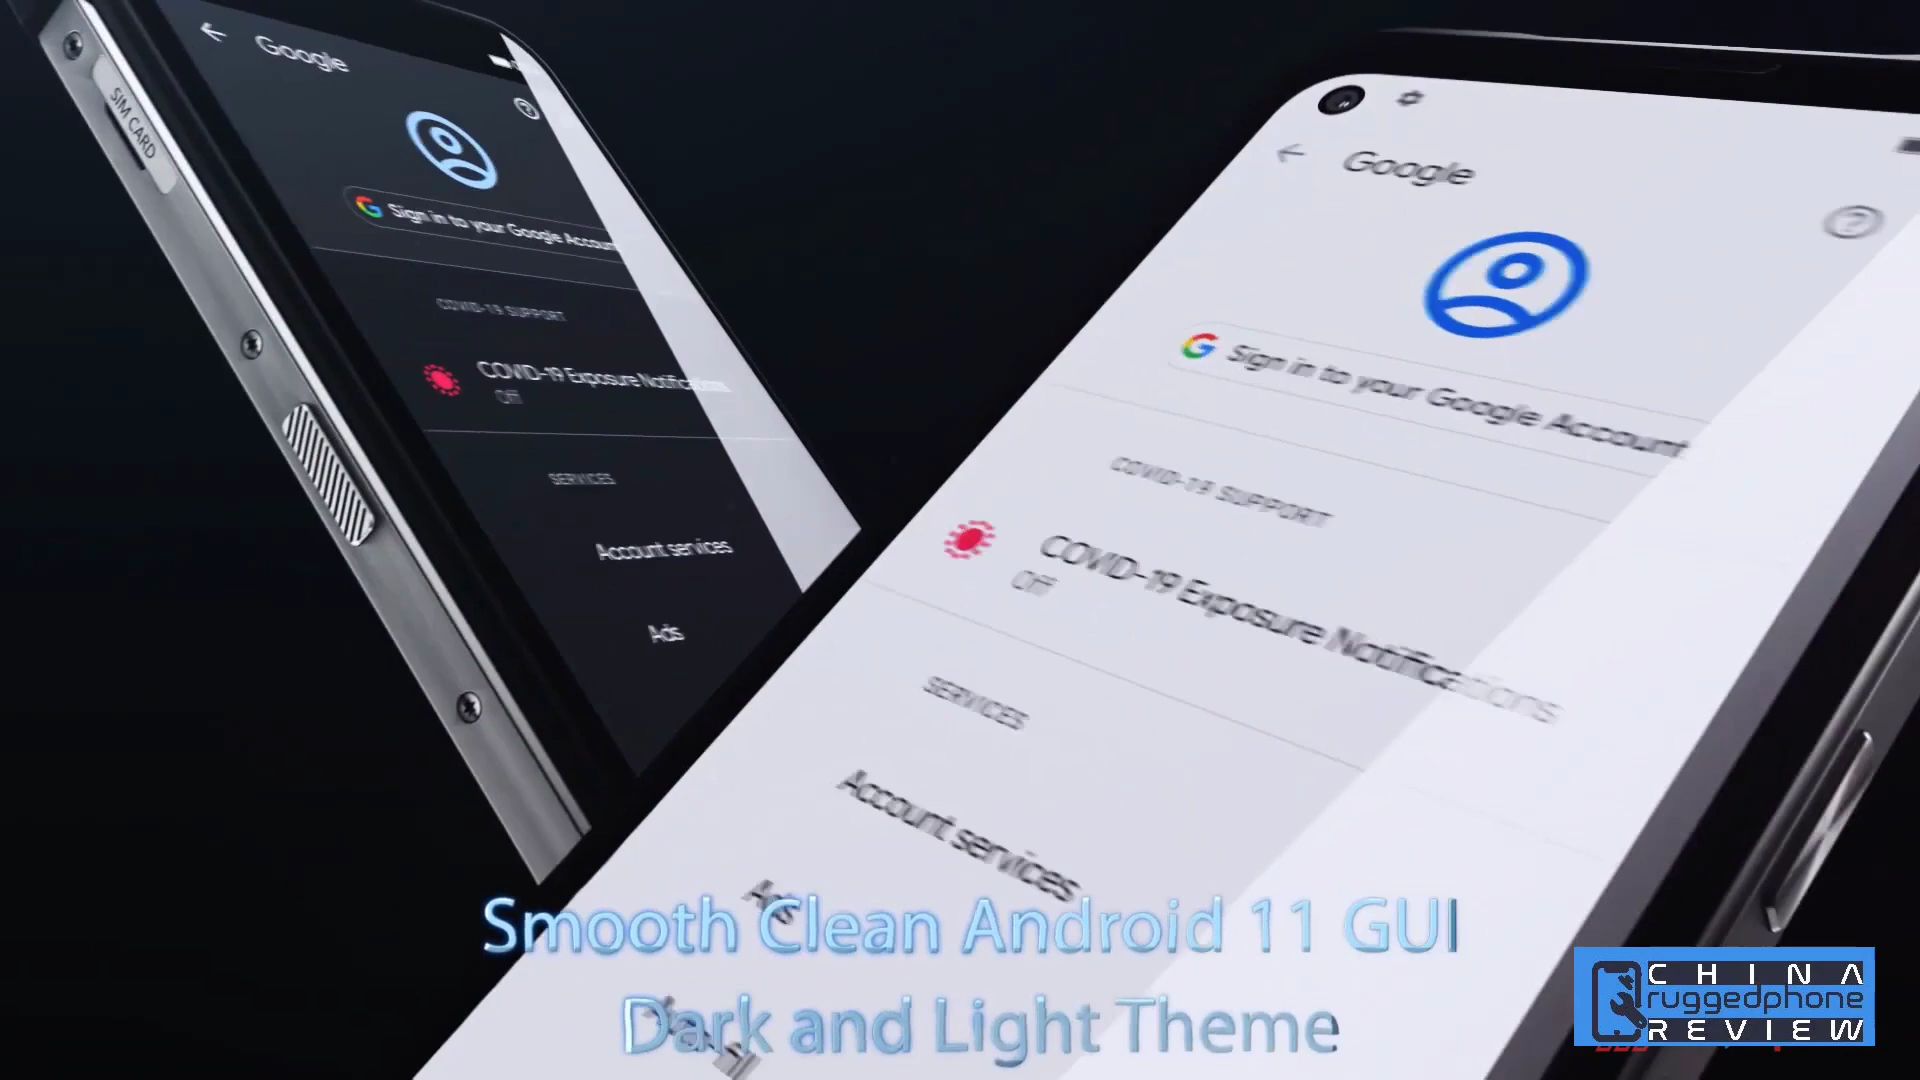 Google
SIM CARD
Sign in to your Google Account
COVID-19 SUPPORT
COVID-19 Exposure Notifications
Off
SERVICES
Account services
Ads
Google
Sign in to your Google Account
COVID-19 SUPPORT
COVID-19 Exposure Notifications
Off
SERVICES
Account services
Ads
Smooth Clean Android 11 GUI
Dark and Light Theme
CHINA
ruggedphone
REVIEW